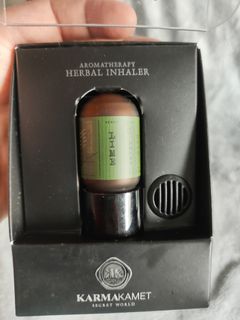 AROMATHERAPY
HERBAL INHALER
KARMAKAMET
SECRET WORLD